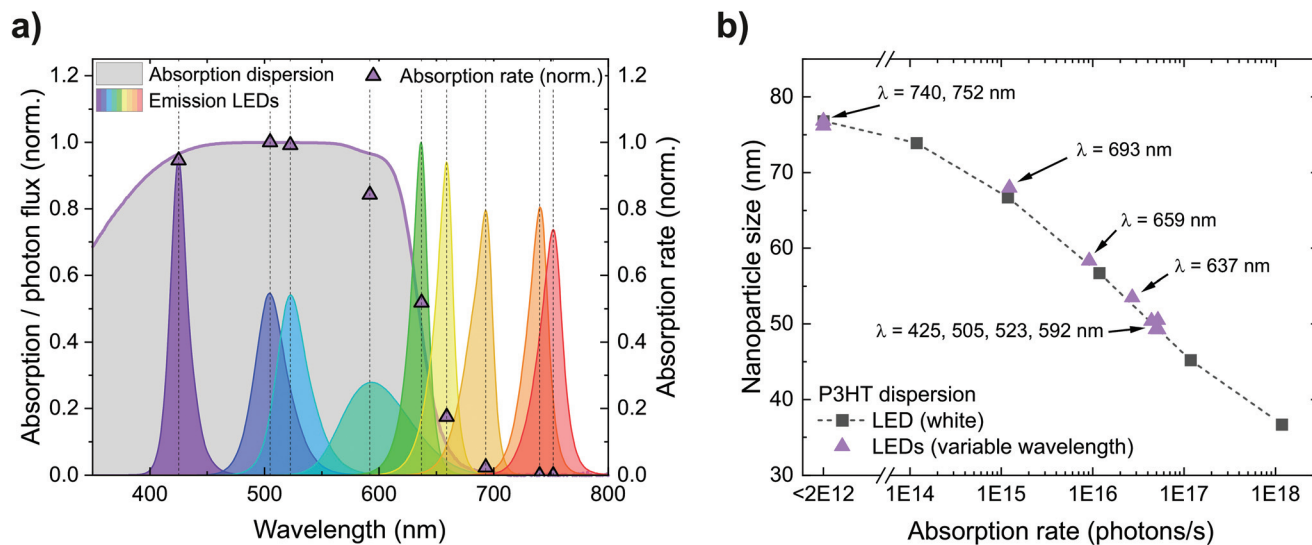 a)
Absorption / photon flux (norm.)
1.2
1.0
0.8
0.6
0.4
0.2
0.0
Absorption dispersion
Emission LEDs
Absorption rate (norm.)
1.2
1.0
0.8
0.6
0.4
0.2
0.0
Absorption rate (norm.)
400 500 600 700 800
Wavelength (nm)
b)
Nanoparticle size (nm)
80
70
60
50
40
30
λ = 740, 752 nm
λ = 693 nm
λ = 659 nm
λ = 637 nm
λ = 425, 505, 523, 592 nm
P3HT dispersion
LED (white)
LEDs (variable wavelength)
<2E12 1E14 1E15 1E16 1E17 1E18
Absorption rate (photons/s)